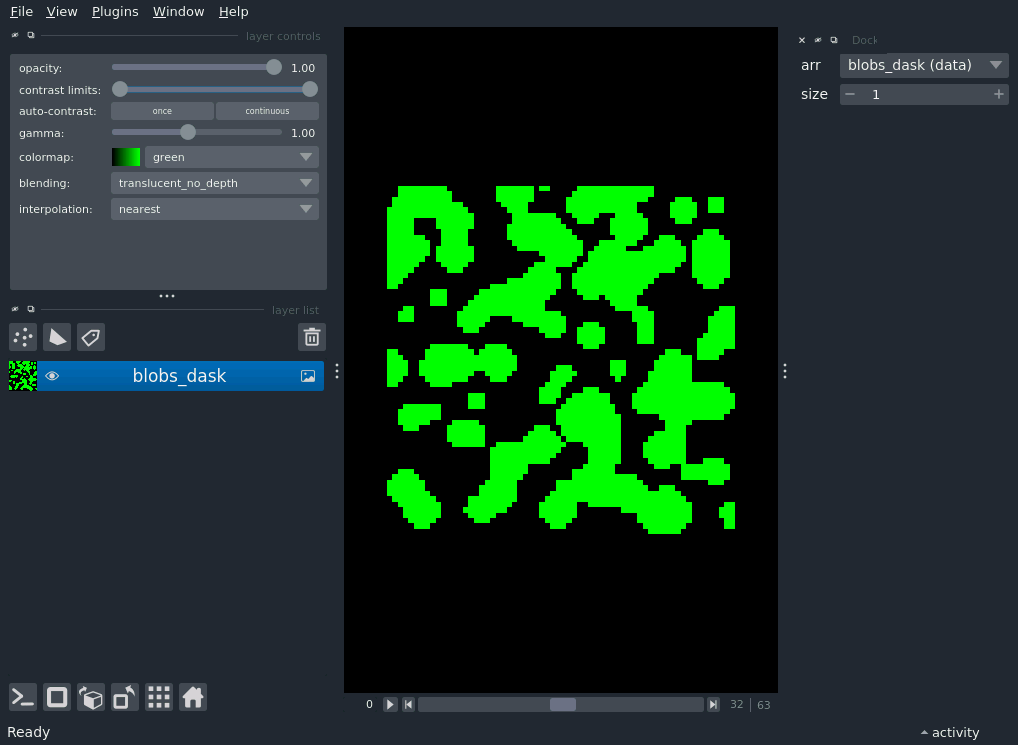 File View Plugins Window Help
layer controls
opacity: 1.00
contrast limits:
auto-contrast: once continuous
gamma: 1.00
colormap: green
blending: translucent_no_depth
interpolation: nearest
layer list
blobs_dask
0 32 63
Dock
arr blobs_dask (data)
size 1
Ready
activity